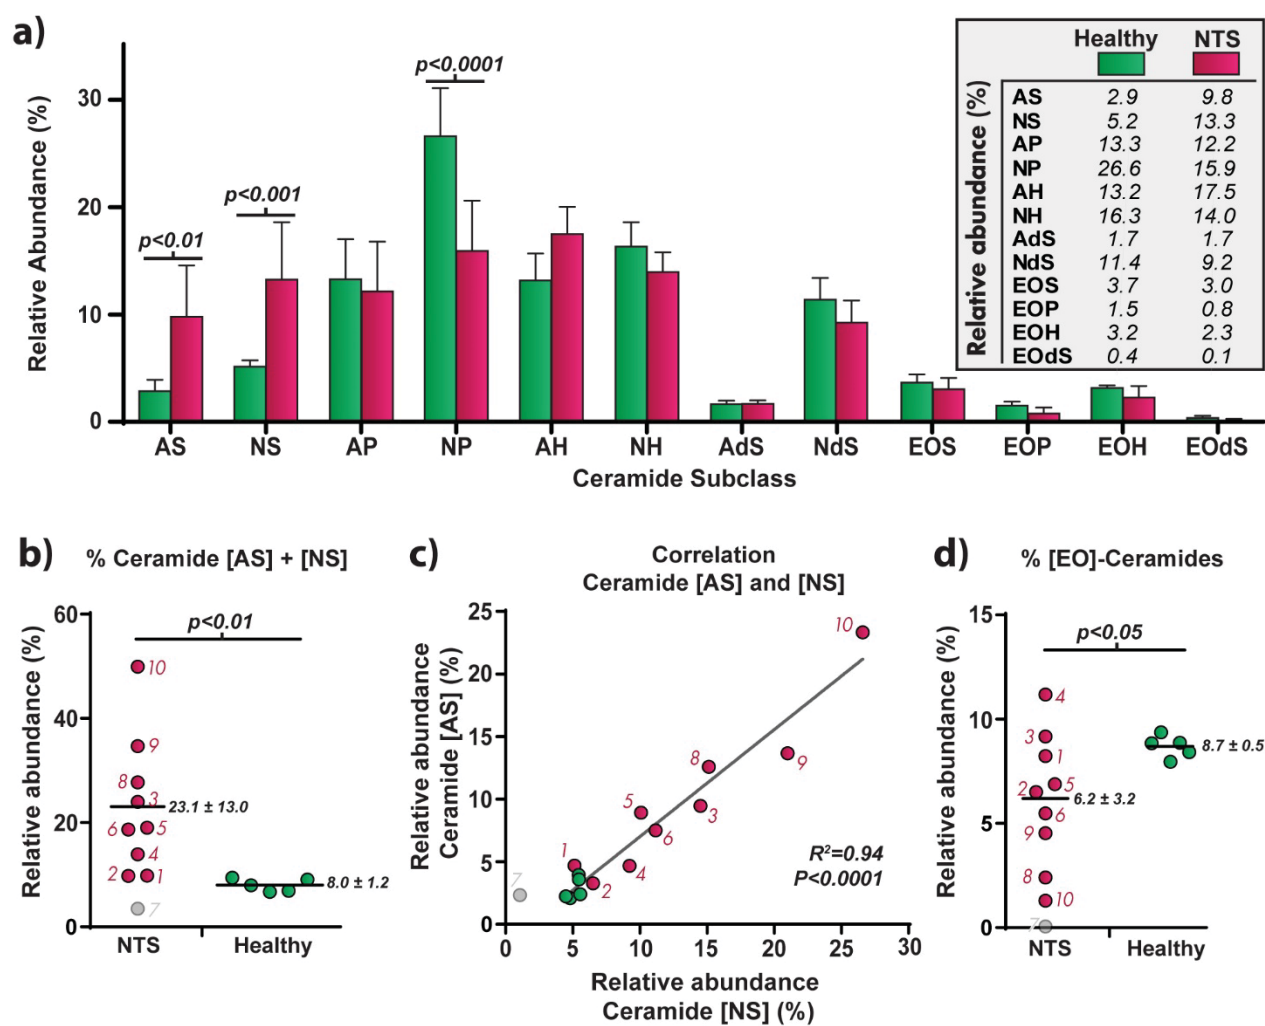 a)
Relative Abundance (%)
30
20
10
0
p<0.01
p<0.001
p<0.0001
AS NS AP NP AH NH AdS NdS EOS EOP EOH EOdS
Ceramide Subclass
Healthy NTS
Relative abundance (%)
AS 2.9 9.8
NS 5.2 13.3
AP 13.3 12.2
NP 26.6 15.9
AH 13.2 17.5
NH 16.3 14.0
AdS 1.7 1.7
NdS 11.4 9.2
EOS 3.7 3.0
EOP 1.5 0.8
EOH 3.2 2.3
EOdS 0.4 0.1
b)
% Ceramide [AS] + [NS]
Relative abundance (%)
60
40
20
0
p<0.01
10
9
8
3
23.1 ± 13.0
6 5
4
2 1
7
8.0 ± 1.2
NTS Healthy
c)
Correlation
Ceramide [AS] and [NS]
Relative abundance
Ceramide [AS] (%)
25
20
15
10
5
0
10
8
9
5
3
6
1
4
7
2
R²=0.94
P<0.0001
0 5 10 15 20 25 30
Relative abundance
Ceramide [NS] (%)
d)
% [EO]-Ceramides
Relative abundance (%)
15
10
5
0
p<0.05
4
3
1
2 5
6
9
8
10
7
6.2 ± 3.2
8.7 ± 0.5
NTS Healthy